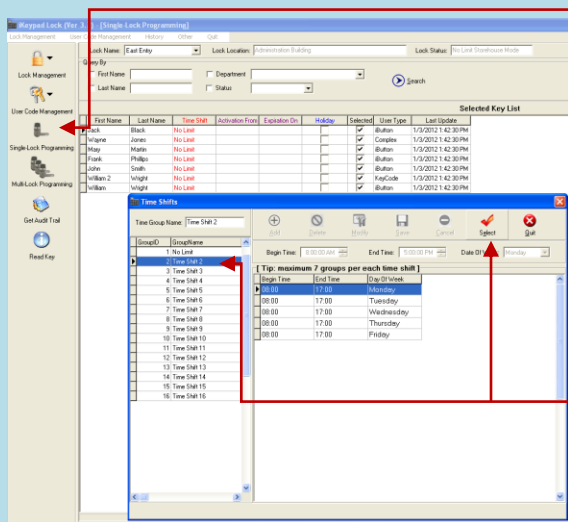 Keypad Lock (Ver 3. ) - [Single-Lock Programming]
Lock Management User Code Management History Other Quit
Lock Name: East Entry Lock Location: Administration Building Lock Status: No Limit Storehouse Mode
Query By
First Name Department
Last Name Status
Search
Lock Management
User Code Management
Single-Lock Programming
Multi-Lock Programming
Get Audit Trail
Read Key
Selected Key List
First Name Last Name Time Shift Activation From Expiration On Holiday Selected User Type Last Update
Jack Black No Limit iButton 1/3/2012 1:42:30 PM
Wayne Jones No Limit Complex 1/3/2012 1:42:30 PM
Mary Martin No Limit iButton 1/3/2012 1:42:30 PM
Frank Phillips No Limit iButton 1/3/2012 1:42:30 PM
John Smith No Limit iButton 1/3/2012 1:42:30 PM
William 2 Wright No Limit KeyCode 1/3/2012 1:42:30 PM
William Wright No Limit iButton 1/3/2012 1:42:30 PM
Time Shifts
Time Group Name: Time Shift 2
Add Delete Modify Save Cancel Select Quit
Begin Time: 8:00:00 AM End Time: 5:00:00 PM Date Of Monday
GroupID GroupName
1 No Limit
2 Time Shift 2
3 Time Shift 3
4 Time Shift 4
5 Time Shift 5
6 Time Shift 6
7 Time Shift 7
8 Time Shift 8
9 Time Shift 9
10 Time Shift 10
11 Time Shift 11
12 Time Shift 12
13 Time Shift 13
14 Time Shift 14
15 Time Shift 15
16 Time Shift 16
[ Tip: maximum 7 groups per each time shift ]
Begin Time End Time Day Of Week
08:00 17:00 Monday
08:00 17:00 Tuesday
08:00 17:00 Wednesday
08:00 17:00 Thursday
08:00 17:00 Friday